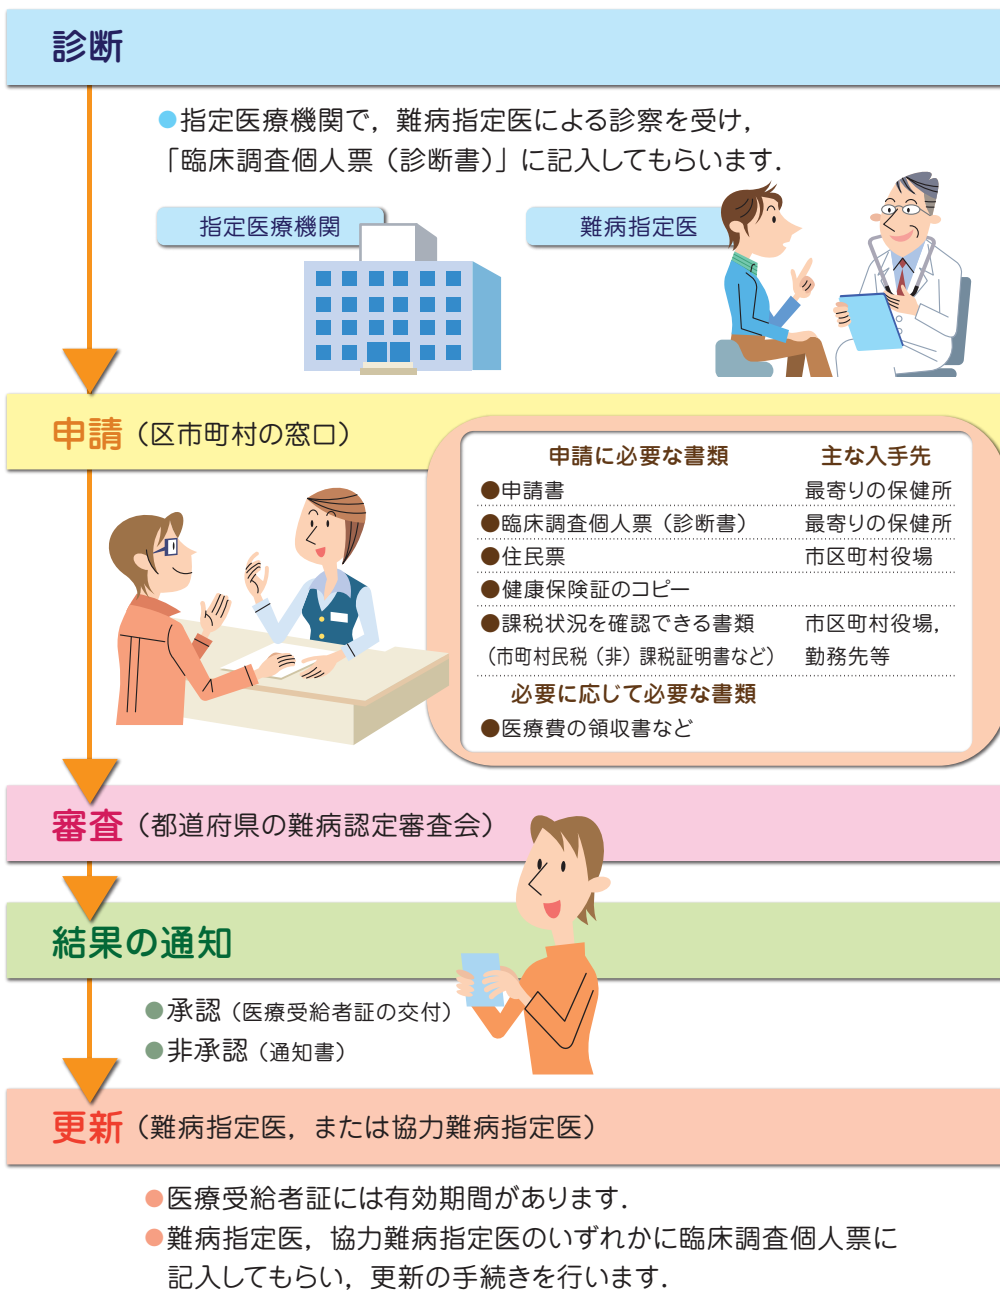 診断
●指定医療機関で，難病指定医による診察を受け，
「臨床調査個人票（診断書）」に記入してもらいます．
指定医療機関
難病指定医
申請（区市町村の窓口）
申請に必要な書類 主な入手先
●申請書 最寄りの保健所
●臨床調査個人票（診断書） 最寄りの保健所
●住民票 市区町村役場
●健康保険証のコピー
●課税状況を確認できる書類 市区町村役場，
（市町村民税（非）課税証明書など） 勤務先等
必要に応じて必要な書類
●医療費の領収書など
審査（都道府県の難病認定審査会）
結果の通知
●承認（医療受給者証の交付）
●非承認（通知書）
更新（難病指定医，または協力難病指定医）
●医療受給者証には有効期間があります．
●難病指定医，協力難病指定医のいずれかに臨床調査個人票に
記入してもらい，更新の手続きを行います．